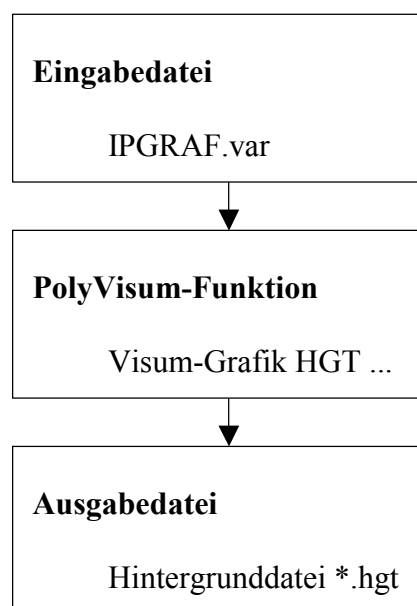 Eingabedatei
IPGRAF.var
PolyVisum-Funktion
Visum-Grafik HGT ...
Ausgabedatei
Hintergrunddatei *.hgt